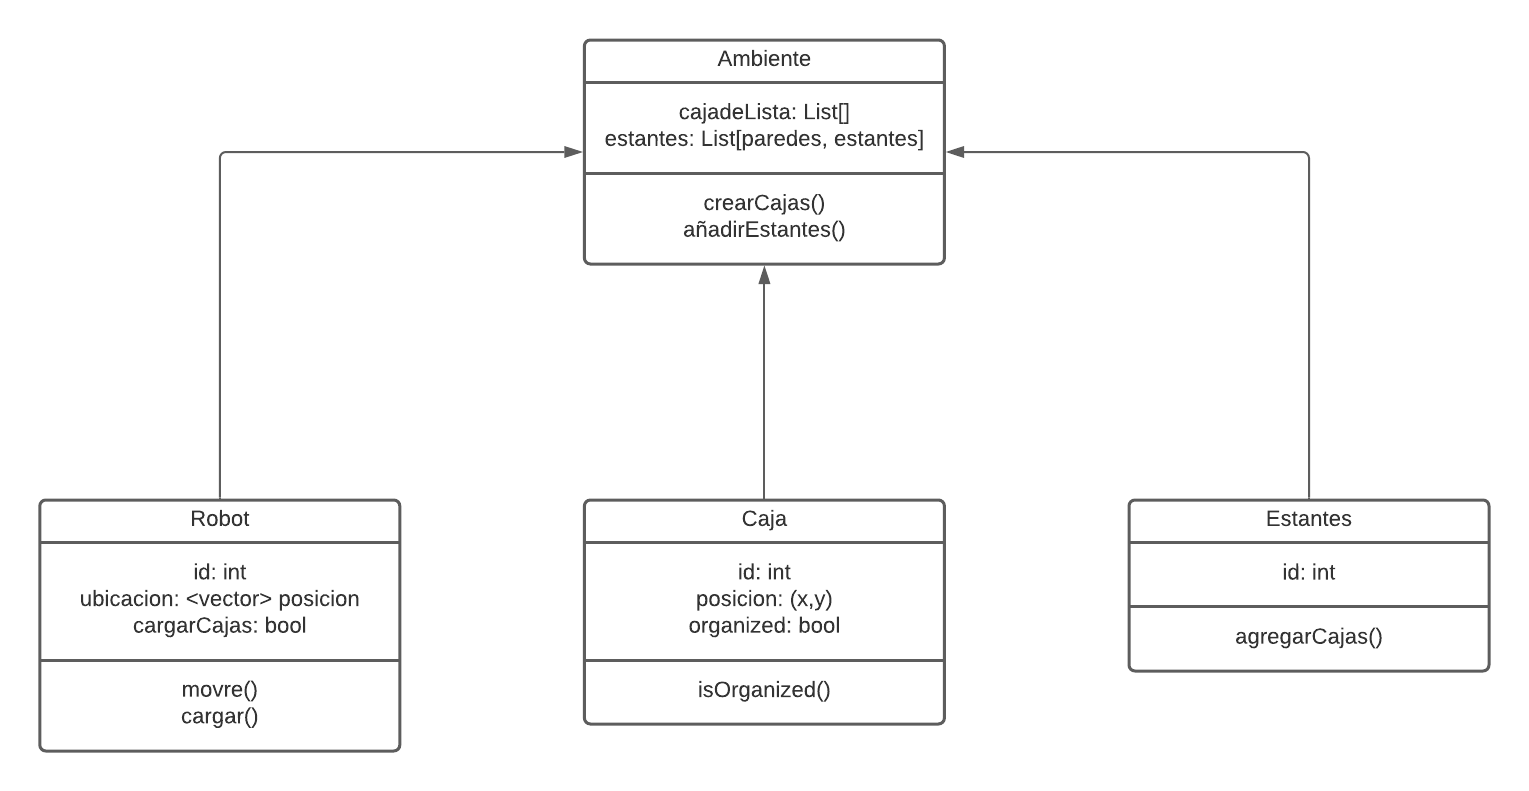 Ambiente
cajadeLista: List[]
estantes: List[paredes, estantes]
crearCajas()
añadirEstantes()
Robot
id: int
ubicacion: <vector> posicion
cargarCajas: bool
movre()
cargar()
Caja
id: int
posicion: (x,y)
organized: bool
isOrganized()
Estantes
id: int
agregarCajas()